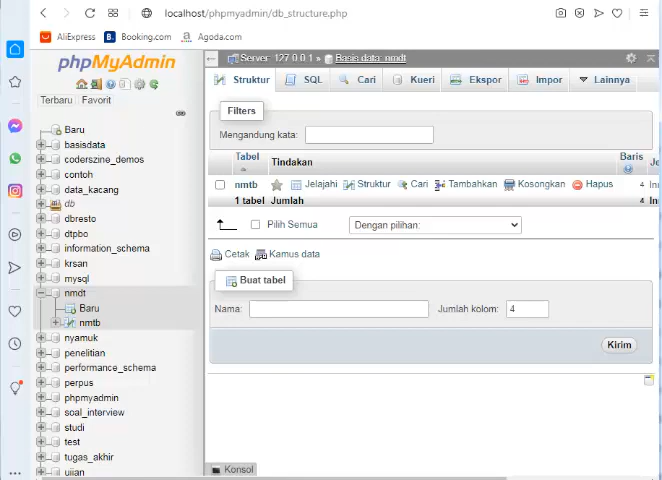 localhost/phpmyadmin/db_structure.php
AliExpress
B. Booking.com
a Agoda.com
phpMyAdmin
Terbaru Favorit
Baru
basisdata
coderszine_demos
contoh
data_kacang
db
dbresto
dtpbo
information_schema
krsan
mysql
nmdt
Baru
nmtb
nyamuk
penelitian
performance_schema
perpus
phpmyadmin
soal_interview
studi
test
tugas_akhir
ujian
Server: 127.0.0.1 » Basis data: nmdt
Struktur SQL Cari Kueri Ekspor Impor Lainnya
Filters
Mengandung kata:
Tabel Tindakan Baris Je
nmtb Jelajahi Struktur Cari Tambahkan Kosongkan Hapus 4 Inn
1 tabel Jumlah 4 Inn
Pilih Semua Dengan pilihan:
Cetak Kamus data
Buat tabel
Nama: Jumlah kolom: 4
Kirim
Konsol